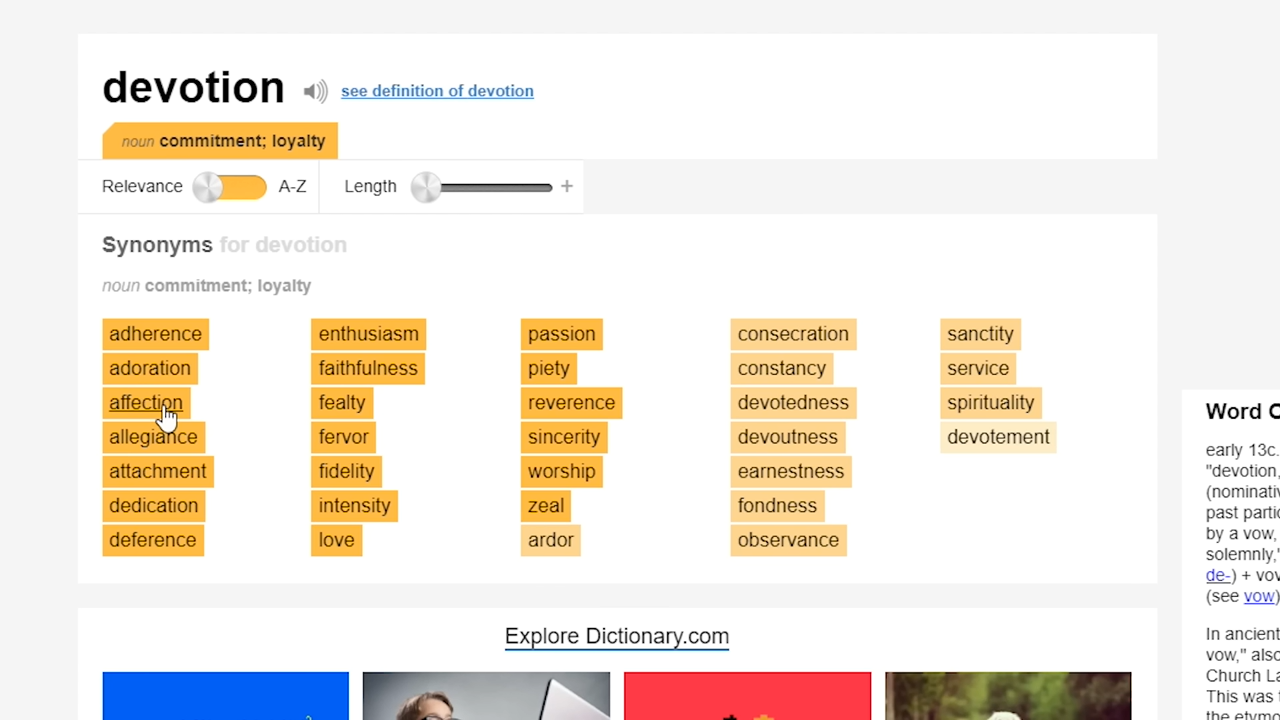 devotion see definition of devotion
noun commitment; loyalty
Relevance A-Z Length +
Synonyms for devotion
noun commitment; loyalty
adherence
adoration
affection
allegiance
attachment
dedication
deference
enthusiasm
faithfulness
fealty
fervor
fidelity
intensity
love
passion
piety
reverence
sincerity
worship
zeal
ardor
consecration
constancy
devotedness
devoutness
earnestness
fondness
observance
sanctity
service
spirituality
devotement
Explore Dictionary.com
Word
early 13c.
"devotion,
past
by a vow,
solemnly,"
de-) +
(see vow)
In ancient
vow," also
Church
This was
the